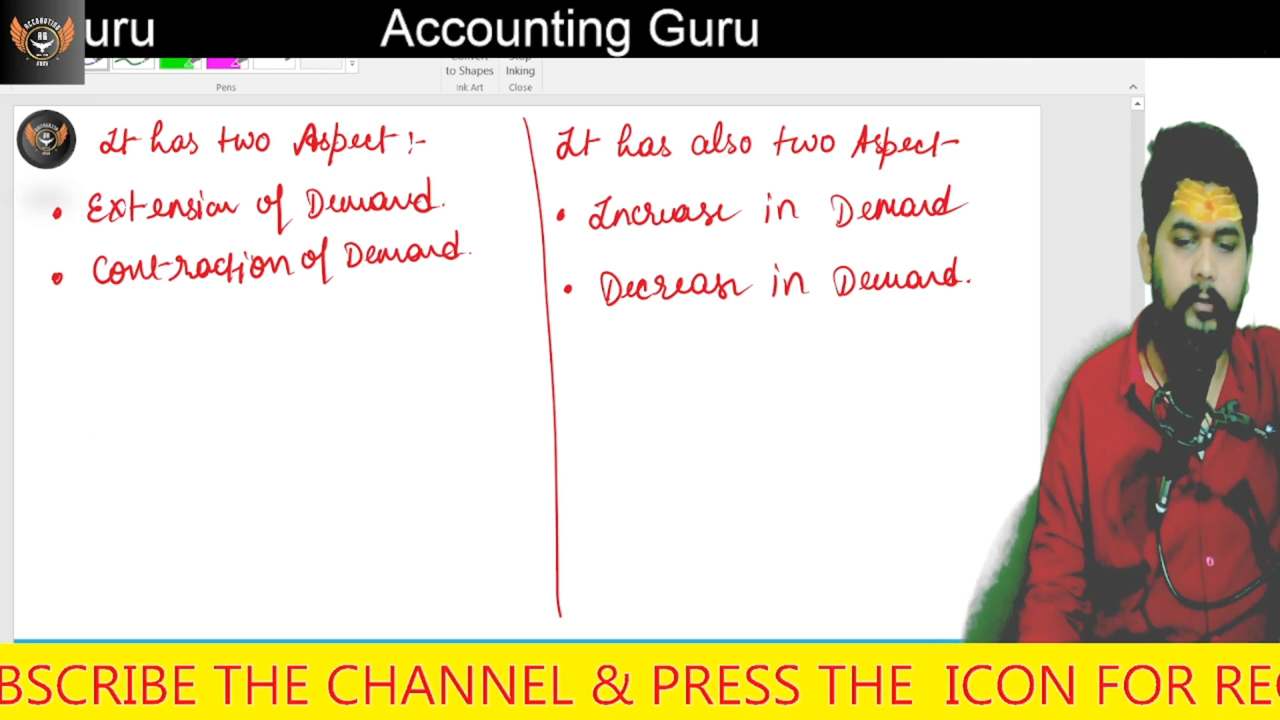 uru
Accounting Guru
to Shapes
Inking
Pens
Ink Art
Close
It has two Aspect :-
• Extension of Demand.
• Contraction of Demand.
It has also two Aspect-
• Increase in Demand
• Decrease in Demand.
BSCRIBE THE CHANNEL & PRESS THE ICON FOR REG